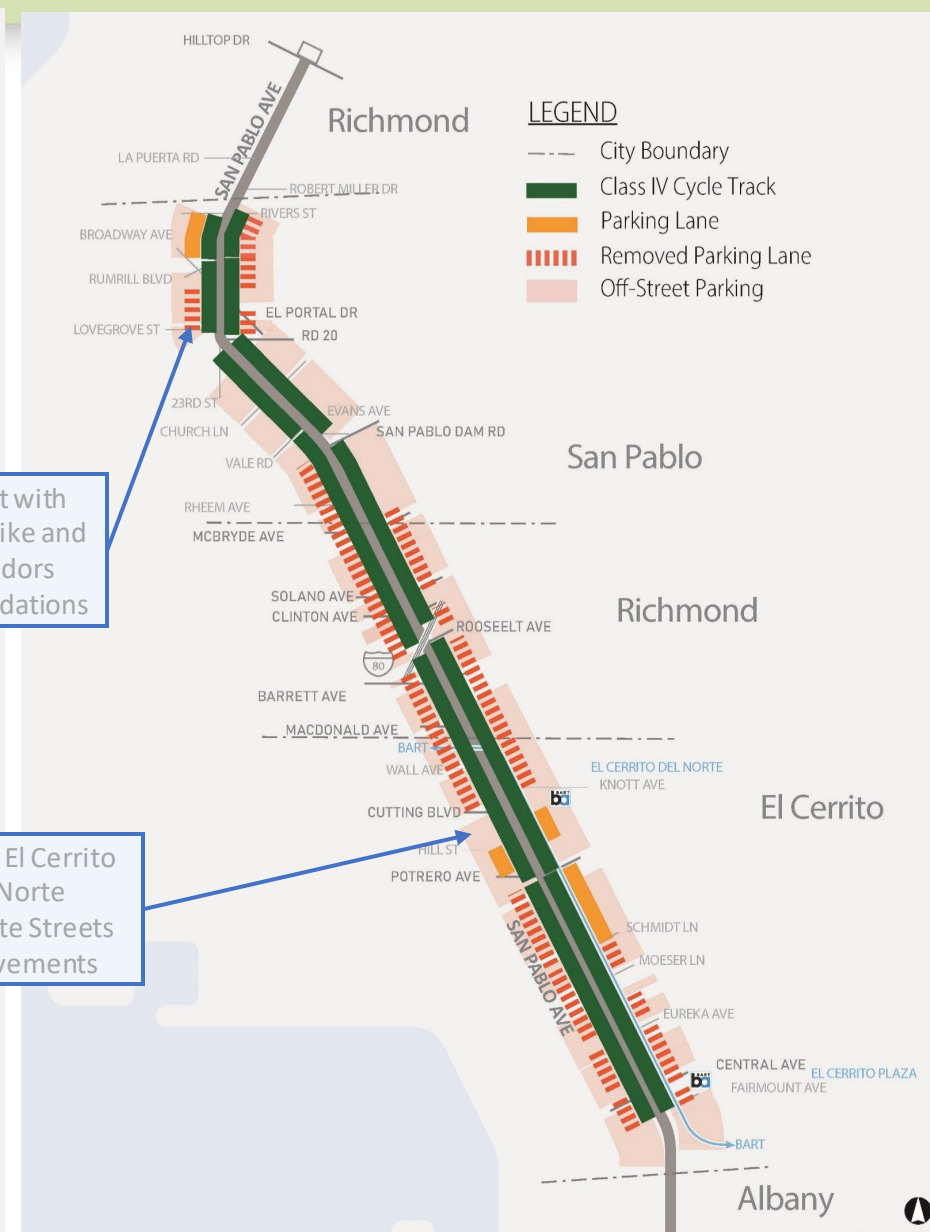 HILLTOP DR
SAN PABLO AVE
Richmond
LEGEND
City Boundary
Class IV Cycle Track
Parking Lane
Removed Parking Lane
Off-Street Parking
LA PUERTA RD
ROBERT MILLER DR
RIVERS ST
BROADWAY AVE
RUMRILL BLVD
EL PORTAL DR
LOVEGROVE ST
RD 20
23RD ST
EVANS AVE
CHURCH LN
SAN PABLO DAM RD
VALE RD
San Pablo
t with
ike and
dors
dations
RHEEM AVE
MCBRYDE AVE
SOLANO AVE
CLINTON AVE
Richmond
ROOSEELT AVE
80
BARRETT AVE
MACDONALD AVE
BART
WALL AVE
EL CERRITO DEL NORTE
KNOTT AVE
BART
ba
El Cerrito
CUTTING BLVD
HILL ST
El Cerrito
Norte
te Streets
vements
POTRERO AVE
SAN PABLO AVE
SCHMIDT LN
MOESER LN
EUREKA AVE
CENTRAL AVE
EL CERRITO PLAZA
BART
ba
FAIRMOUNT AVE
BART
Albany